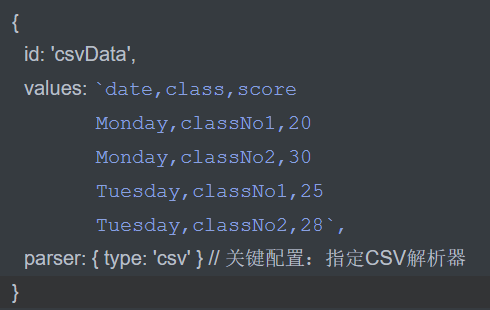 {
id: 'csvData',
values: `date,class,score
Monday,classNo1,20
Monday,classNo2,30
Tuesday,classNo1,25
Tuesday,classNo2,28`,
parser: { type: 'csv' } // 关键配置：指定CSV解析器
}